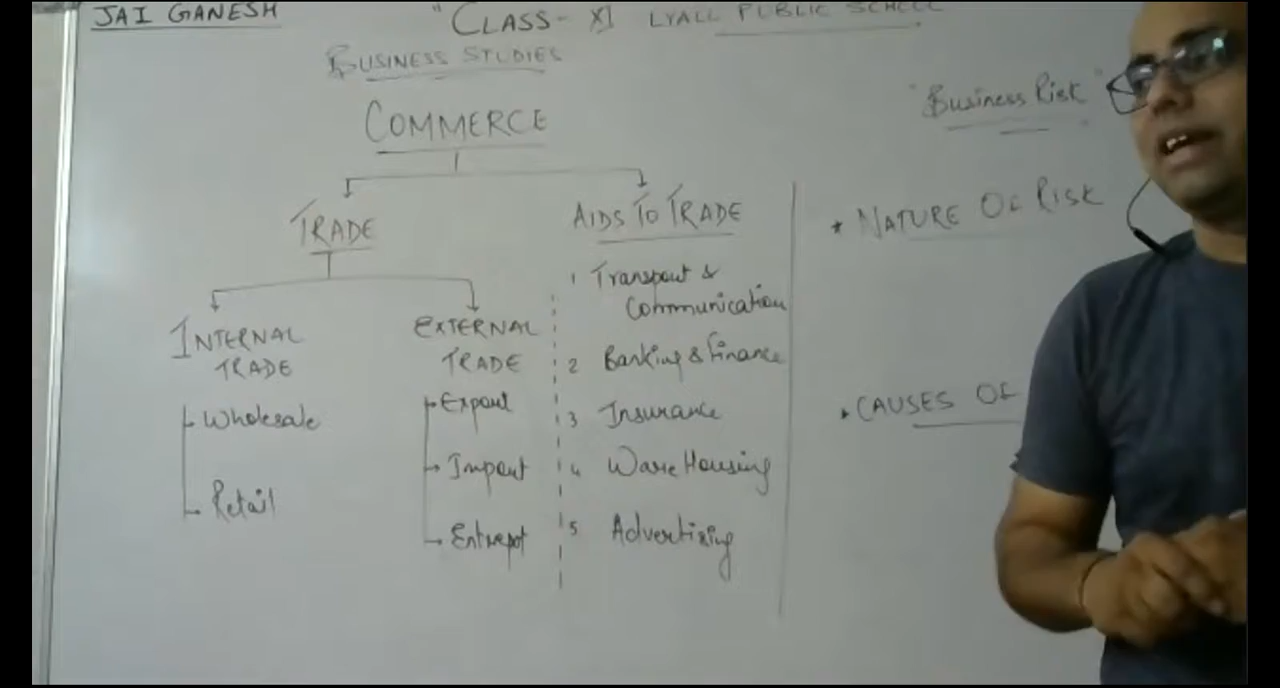 JAI GANESH
"CLASS- XI LYALL PUBLIC SCHOOL
BUSINESS STUDIES
COMMERCE
TRADE
INTERNAL
TRADE
Wholesale
Retail
EXTERNAL
TRADE
Export
Import
Entrepot
AIDS TO TRADE
1 Transport &
Communication
2 Banking & Finance
3 Insurance
4 Ware Housing
5 Advertizing
"Business Risk"
* NATURE OF RISK
* CAUSES OF